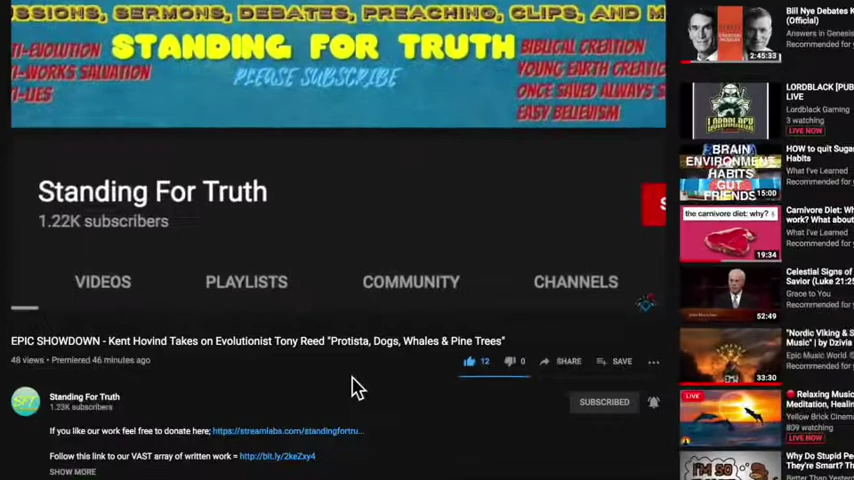 SSIONS, SERMONS, DEBATES, PREACHING, CLIPS, AND M
TI-EVOLUTION
I-WORKS SALVATION
I-LIES
STANDING FOR TRUTH
PLEASE SUBSCRIBE
BIBLICAL CREATION
YOUNG EARTH CREATIO
ONCE SAVED ALWAYS S
EASY BELIEVISM
Standing For Truth
1.22K subscribers
S
VIDEOS PLAYLISTS COMMUNITY CHANNELS
EPIC SHOWDOWN - Kent Hovind Takes on Evolutionist Tony Reed "Protista, Dogs, Whales & Pine Trees"
48 views • Premiered 46 minutes ago
12 0 SHARE SAVE
Standing For Truth
1.23K subscribers
SUBSCRIBED
If you like our work feel free to donate here; https://streamlabs.com/standingfortru...
Follow this link to our VAST array of written work = http://bit.ly/2keZxy4
SHOW MORE
Bill Nye Debates K
(Official)
Answers in Genesis
Recommended for
2:45:33
LORDBLACK [PUB
LIVE
Lordblack Gaming
3 watching
LIVE NOW
LORDBLACK
BRAIN
ENVIRONMENT
HABITS
GUT
FRIENDS
15:00
HOW to quit Sugar
Habits
What I've Learned
Recommended for y
the carnivore diet: why?
19:34
Carnivore Diet: Wh
work? What about
What I've Learned
Recommended for y
52:49
Celestial Signs of
Savior (Luke 21:25
Grace to You
Recommended for y
33:30
"Nordic Viking & S
Music" | by Dzivia
Epic Music World
Recommended for y
LIVE
Relaxing Music
Meditation, Healin
Yellow Brick Cinema
809 watching
LIVE NOW
I'M SO
Why Do Stupid Pe
They're Smart? The
Better Than Yesterd